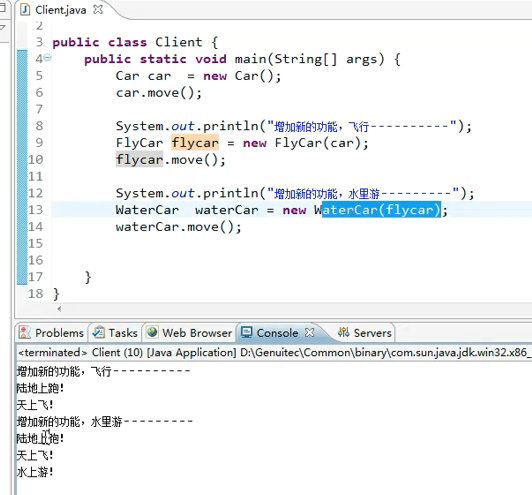 Client.java
2
3 public class Client {
4 public static void main(String[] args) {
5 Car car  = new Car();
6 car.move();
7
8 System.out.println("增加新的功能，飞行----------");
9 FlyCar flycar = new FlyCar(car);
10 flycar.move();
11
12 System.out.println("增加新的功能，水里游---------");
13 WaterCar  waterCar = new WaterCar(flycar);
14 waterCar.move();
15
16
17 }
18 }
Problems Tasks Web Browser Console Servers
<terminated> Client (10) [Java Application] D:\Genuitec\Common\binary\com.sun.java.jdk.win32.x86_
增加新的功能，飞行----------
陆地上跑！
天上飞！
增加新的功能，水里游---------
陆地上跑！
天上飞！
水上游！